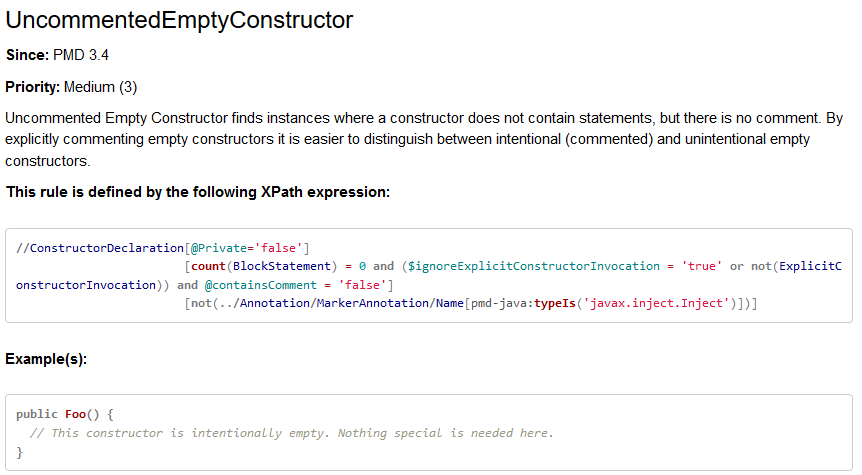 UncommentedEmptyConstructor
Since: PMD 3.4
Priority: Medium (3)
Uncommented Empty Constructor finds instances where a constructor does not contain statements, but there is no comment. By
explicitly commenting empty constructors it is easier to distinguish between intentional (commented) and unintentional empty
constructors.
This rule is defined by the following XPath expression:
//ConstructorDeclaration[@Private='false']
[count(BlockStatement) = 0 and ($ignoreExplicitConstructorInvocation = 'true' or not(ExplicitC
onstructorInvocation)) and @containsComment = 'false']
[not(../Annotation/MarkerAnnotation/Name[pmd-java:typeIs('javax.inject.Inject')])]
Example(s):
public Foo() {
// This constructor is intentionally empty. Nothing special is needed here.
}